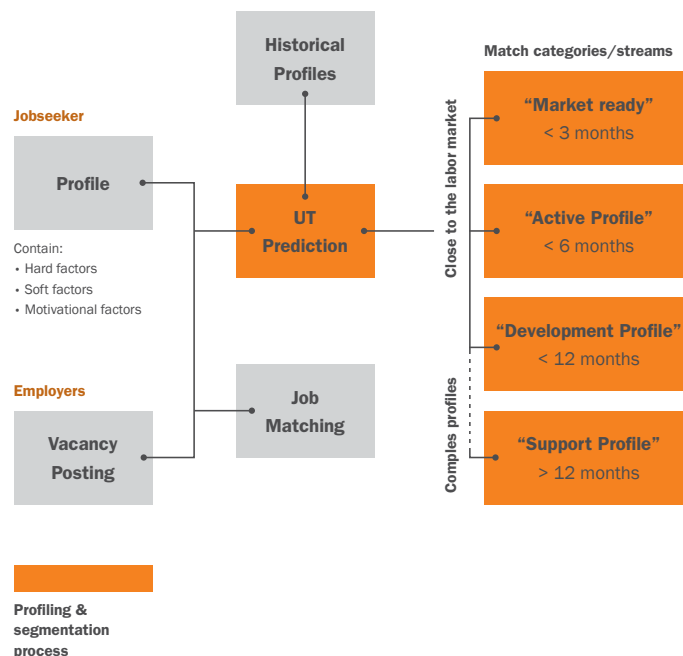 Historical
Profiles
Match categories/streams
Jobseeker
Profile
Contain:
• Hard factors
• Soft factors
• Motivational factors
UT
Prediction
Close to the labor market
“Market ready”
< 3 months
“Active Profile”
< 6 months
“Development Profile”
< 12 months
Employers
Vacancy
Posting
Job
Matching
Comples profiles
“Support Profile”
> 12 months
Profiling &
segmentation
process